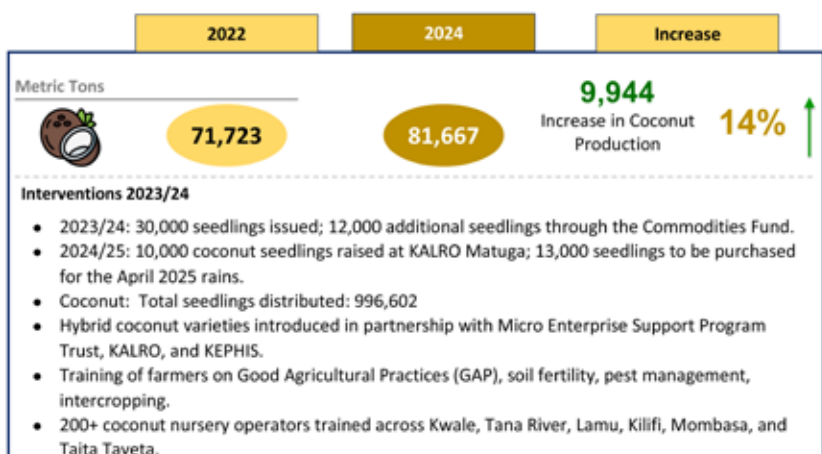 2022 2024 Increase
Metric Tons
71,723 81,667 9,944 14%
Increase in Coconut
Production
Interventions 2023/24
• 2023/24: 30,000 seedlings issued; 12,000 additional seedlings through the Commodities Fund.
• 2024/25: 10,000 coconut seedlings raised at KALRO Matuga; 13,000 seedlings to be purchased
for the April 2025 rains.
• Coconut: Total seedlings distributed: 996,602
• Hybrid coconut varieties introduced in partnership with Micro Enterprise Support Program
Trust, KALRO, and KEPHIS.
• Training of farmers on Good Agricultural Practices (GAP), soil fertility, pest management,
intercropping.
• 200+ coconut nursery operators trained across Kwale, Tana River, Lamu, Kilifi, Mombasa, and
Taita Taveta.